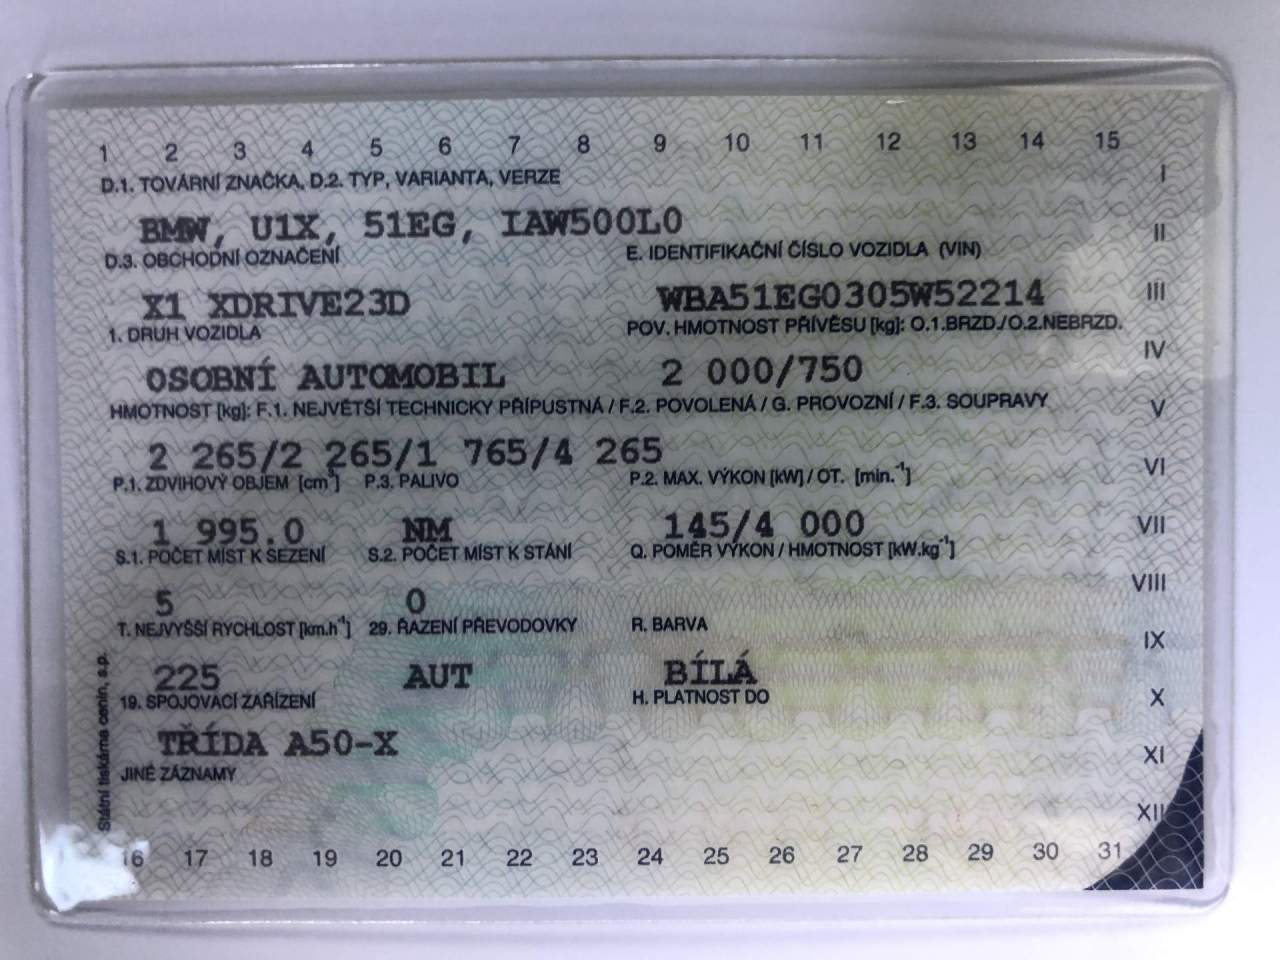 1 2 3 4 5 6 7 8 9 10 11 12 13 14 15
D.1. TOVÁRNÍ ZNAČKA, D.2. TYP, VARIANTA, VERZE
I
BMW, U1X, 51EG, IAW500L0
II
D.3. OBCHODNÍ OZNAČENÍ E. IDENTIFIKAČNÍ ČÍSLO VOZIDLA (VIN)
X1 XDRIVE23D WBA51EG0305W52214
III
1. DRUH VOZIDLA POV. HMOTNOST PŘÍVĚSU [kg]: O.1.BRZD./O.2.NEBRZD.
IV
OSOBNÍ AUTOMOBIL 2 000/750
HMOTNOST [kg]: F.1. NEJVĚTŠÍ TECHNICKY PŘÍPUSTNÁ / F.2. POVOLENÁ / G. PROVOZNÍ / F.3. SOUPRAVY
V
2 265/2 265/1 765/4 265
VI
P.1. ZDVIHOVÝ OBJEM [cm³] P.3. PALIVO P.2. MAX. VÝKON [kW] / OT. [min.-1]
1 995.0 NM 145/4 000
VII
S.1. POČET MÍST K SEZENÍ S.2. POČET MÍST K STÁNÍ Q. POMĚR VÝKON / HMOTNOST [kW.kg-1]
VIII
5 0
T. NEJVYŠŠÍ RYCHLOST [km.h-1] 29. ŘAZENÍ PŘEVODOVKY R. BARVA
IX
225 AUT BÍLÁ
19. SPOJOVACÍ ZAŘÍZENÍ H. PLATNOST DO
X
TŘÍDA A50-X
XI
JINÉ ZÁZNAMY
XII
Státní tiskárna cenin, s.p.
16 17 18 19 20 21 22 23 24 25 26 27 28 29 30 31